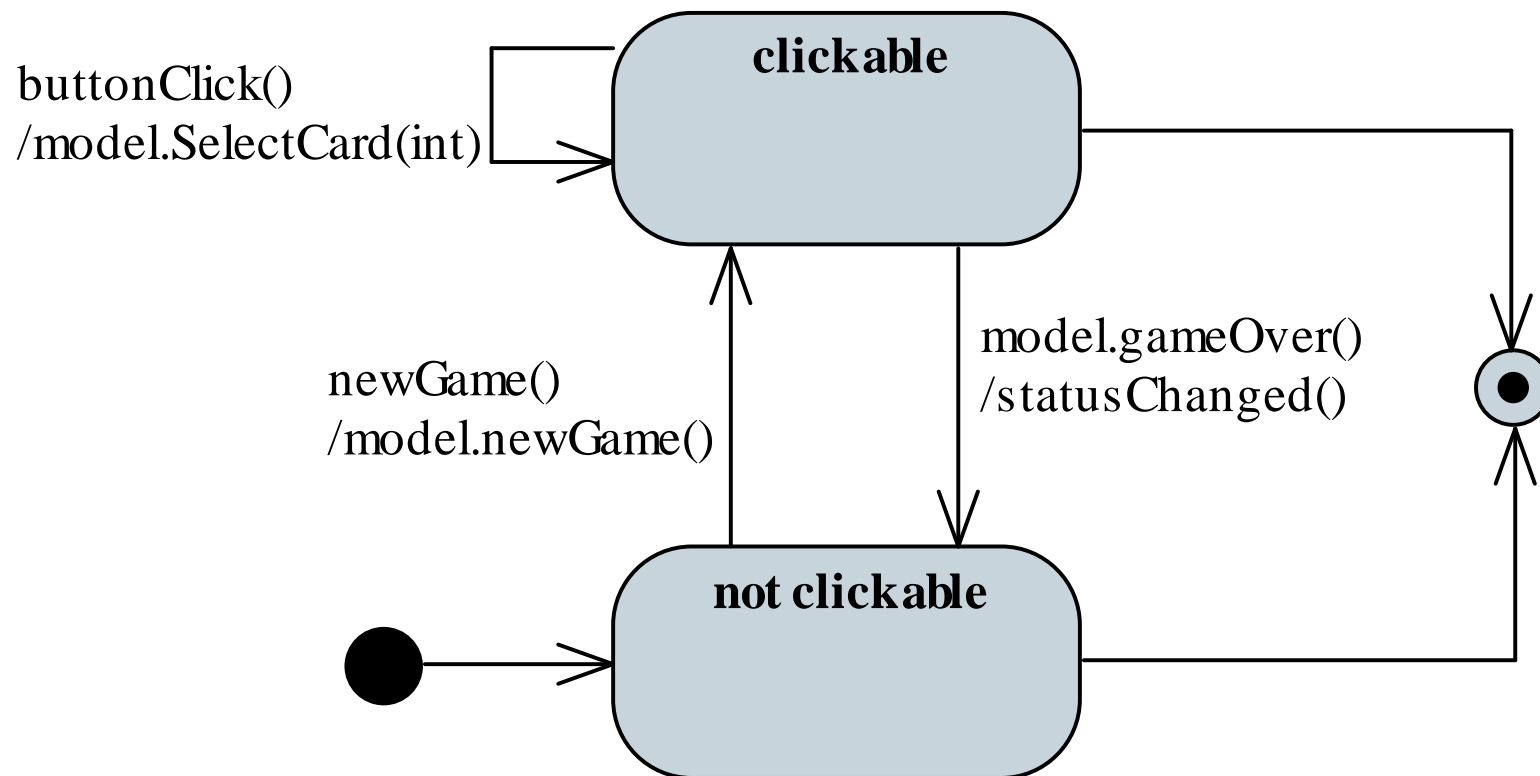 clickable
buttonClick()
/model.SelectCard(int)
model.gameOver()
/statusChanged()
newGame()
/model.newGame()
not clickable